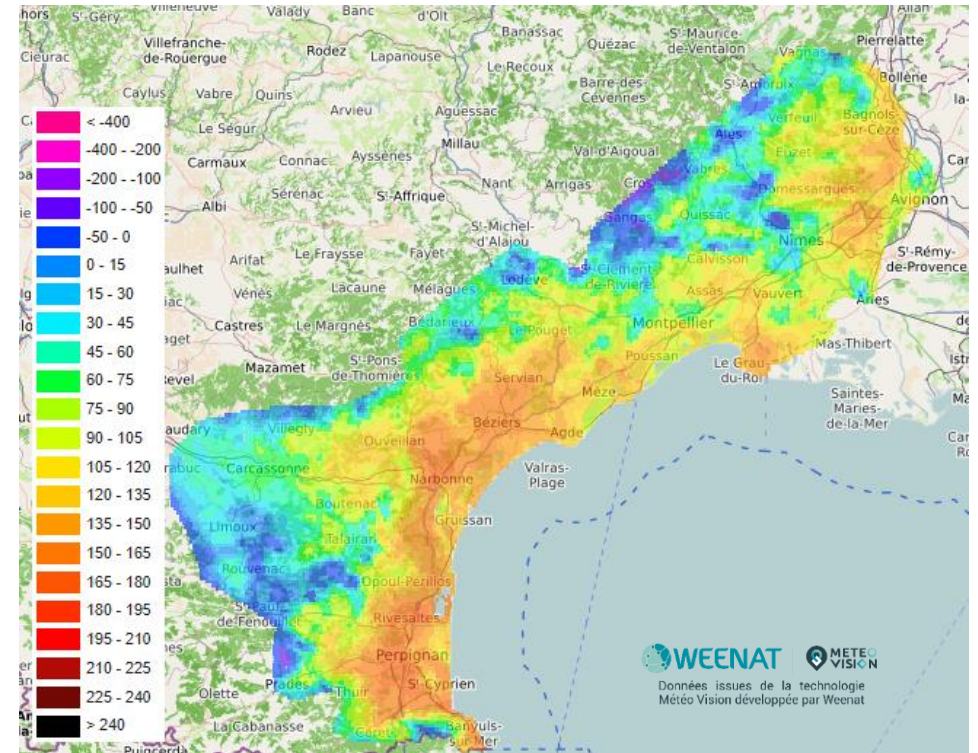 < -400
-400 - -200
-200 - -100
-100 - -50
-50 - 0
0 - 15
15 - 30
30 - 45
45 - 60
60 - 75
75 - 90
90 - 105
105 - 120
120 - 135
135 - 150
150 - 165
165 - 180
180 - 195
195 - 210
210 - 225
225 - 240
> 240
Sᵗ-Géry
Valady
Banc
d'Olt
Banassac
Sᵗ-Maurice-
de-Ventalon
Allan
Cieurac
Villefranche-
de-Rouergue
Rodez
Lapanouse
Quézac
Vagnas
Pierrelatte
Le Recoux
Bollène
Caylus
Vabre
Quins
Arvieu
Aguessac
Barre-des-
Cévennes
Sᵗ-Ambroix
Verfeuil
Bagnols-
sur-Cèze
Le Ségur
Millau
Val-d'Aigoual
Alès
Euzet
Carmaux
Connac
Ayssènes
Cros
Vabres
Domessargues
Sérénac
Sᵗ-Affrique
Nant
Arrigas
Avignon
Albi
Ganges
Quissac
Sᵗ-Michel-
d'Alajou
Nîmes
Sᵗ-Rémy-
de-Provence
Arifat
Le Fraysse
Fayet
Sᵗ-Clément-
de-Rivière
Calvisson
Vénès
Lacaune
Mélagues
Lodève
Assas
Vauvert
Arles
Castres
Le Margnès
Bédarieux
Le Pouget
Montpellier
Mas-Thibert
Mazamet
Sᵗ-Pons-
de-Thomières
Poussan
Le Grau-
du-Roi
Servian
Mèze
Saintes-
Maries-
de-la-Mer
Villegly
Ouveillan
Béziers
Agde
Carcassonne
Narbonne
Valras-
Plage
Boutenac
Gruissan
Limoux
Talairan
Rouvenac
Opoul-Périllos
Sᵗ-Paul-
de-Fenouillet
Rivesaltes
Perpignan
Olette
Prades
Thuir
Sᵗ-Cyprien
La Cabanasse
Céret
Banyuls-
sur-Mer
Puigcerda
WEENAT
METEO
VISION
Données issues de la technologie
Météo Vision développée par Weenat